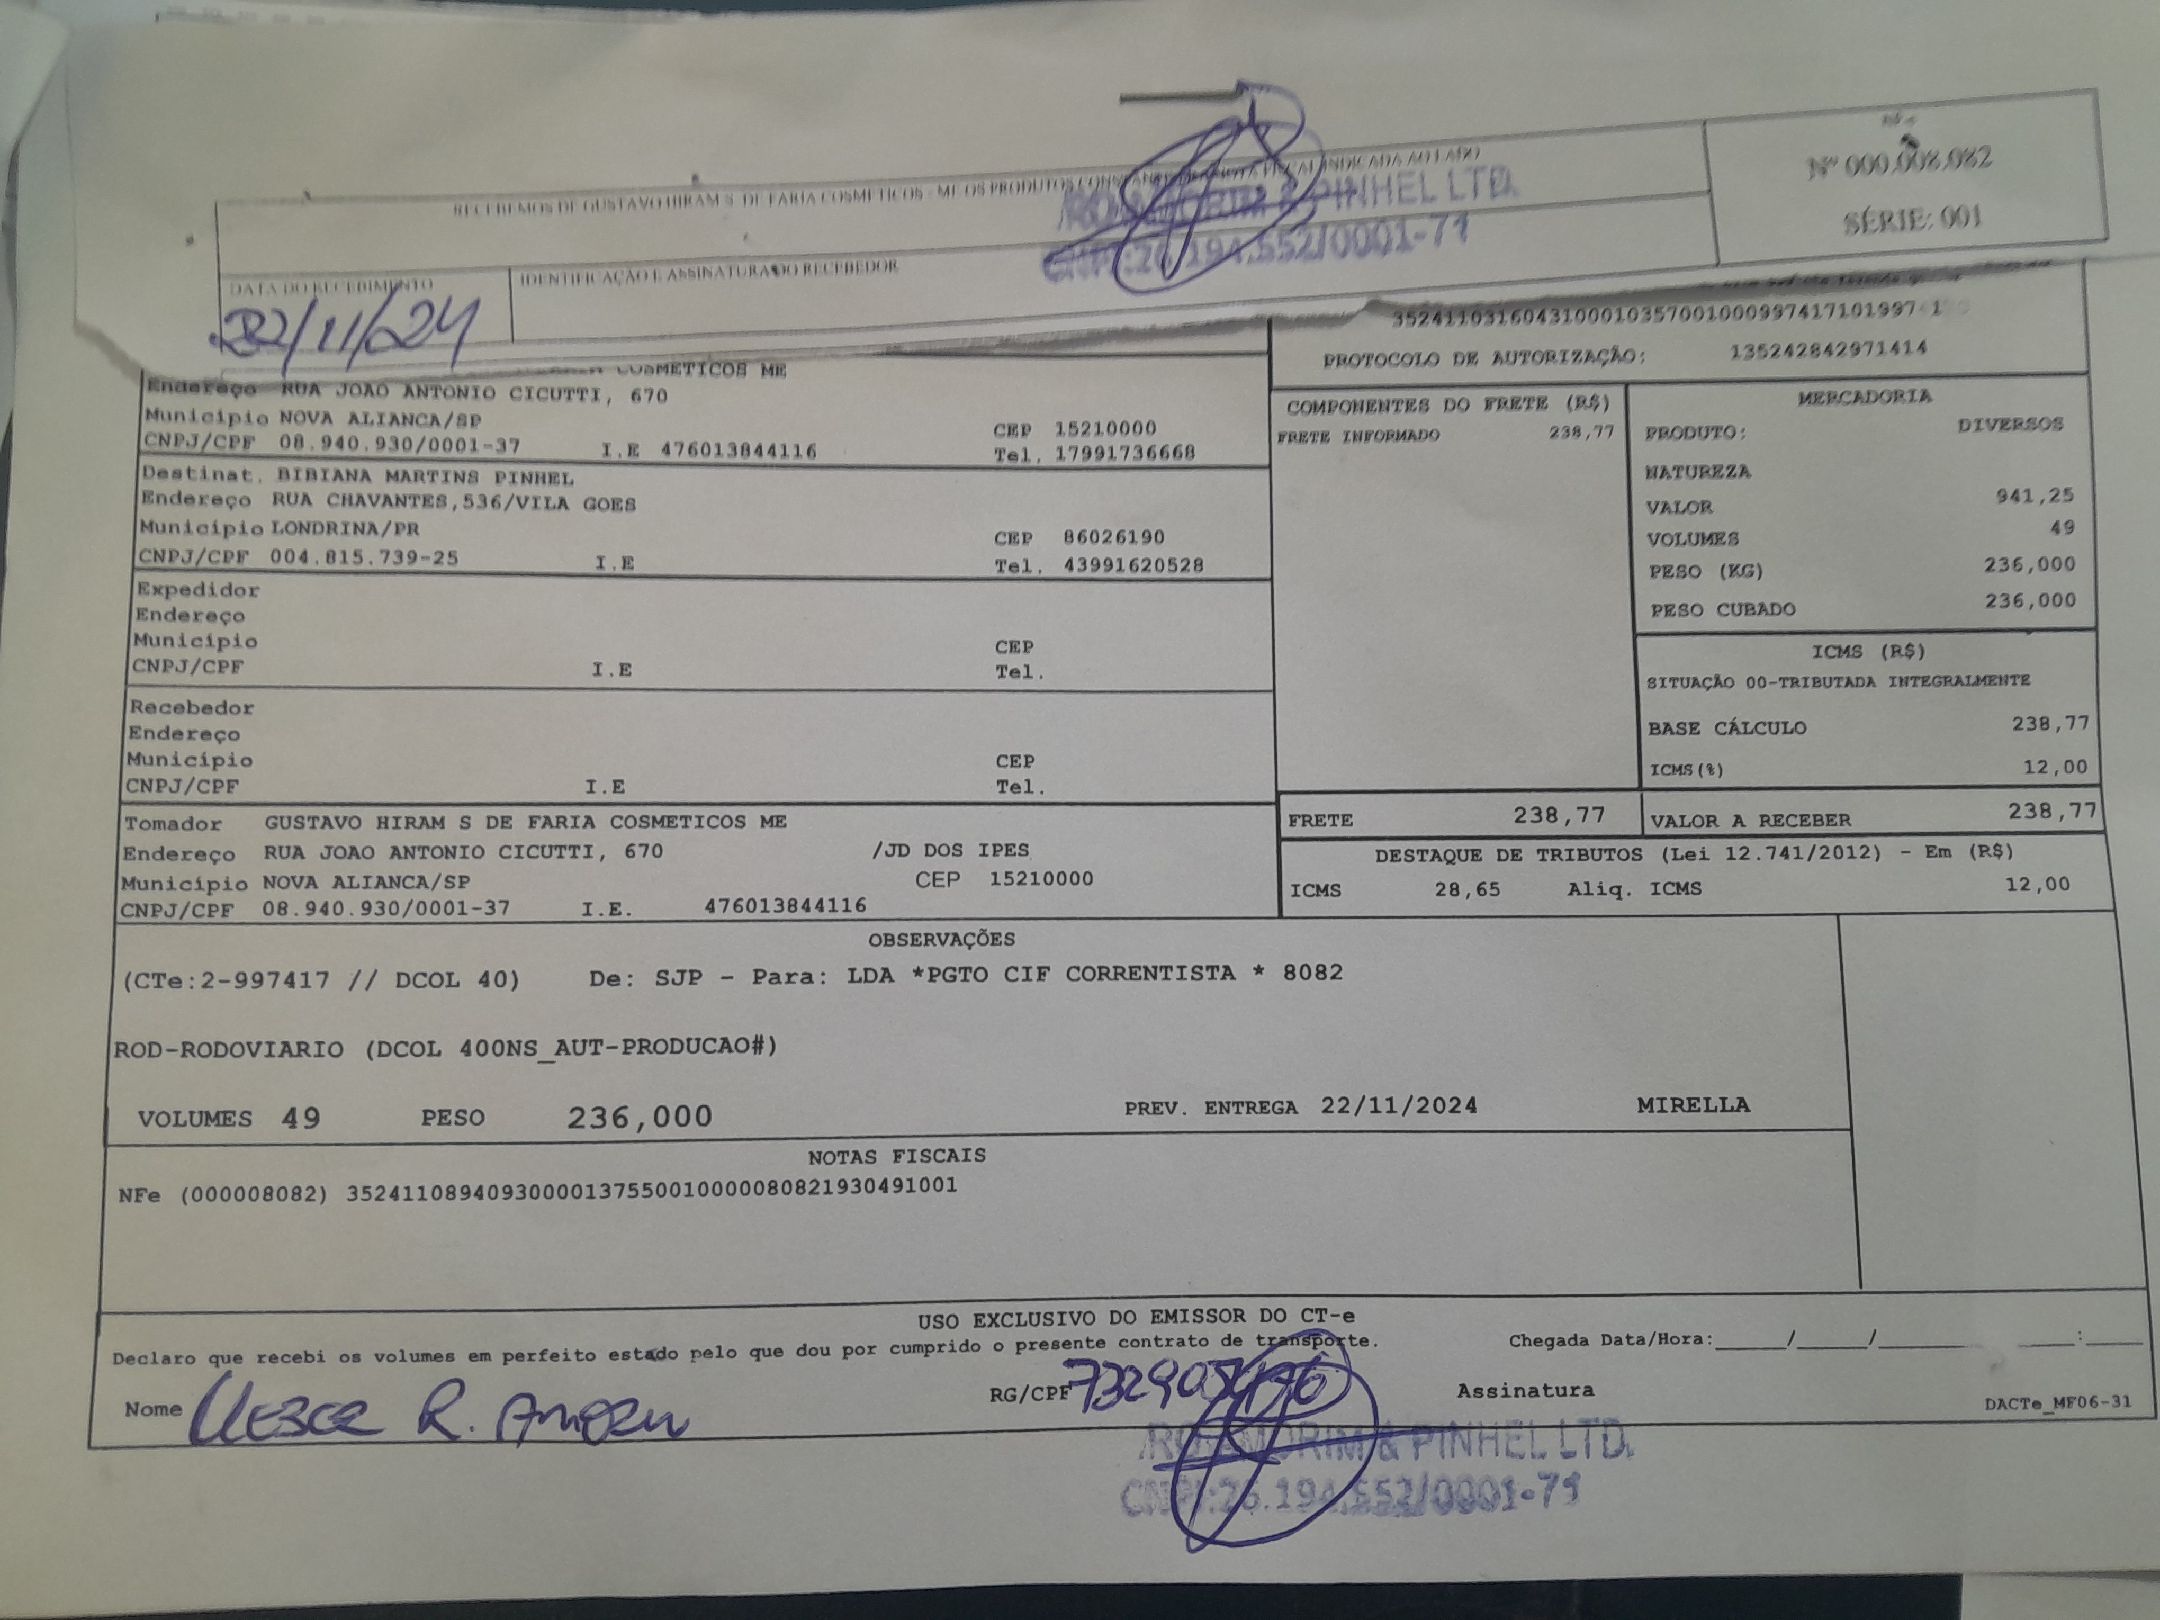 RECEBEMOS DE GUSTAVO HIRAM S DE FARIA COSMETICOS - ME OS PRODUTOS CONSTANTES DA NOTA FISCAL INDICADA AO LADO
Nº 000.008.082
SÉRIE: 001
& PINHEL LTD.
CNPJ:26.194.552/0001-71
DATA DO RECEBIMENTO
IDENTIFICAÇÃO E ASSINATURA DO RECEBEDOR
22/11/24
PROTOCOLO DE AUTORIZAÇÃO: 135242842971414
COSMETICOS ME
Endereço RUA JOAO ANTONIO CICUTTI, 670
Município NOVA ALIANCA/SP CEP 15210000
CNPJ/CPF 08.940.930/0001-37 I.E 476013844116 Tel. 17991736668
Destinat. BIBIANA MARTINS PINHEL
Endereço RUA CHAVANTES,536/VILA GOES
Município LONDRINA/PR CEP 86026190
CNPJ/CPF 004.815.739-25 I.E Tel. 43991620528
Expedidor
Endereço
Município CEP
CNPJ/CPF I.E Tel.
Recebedor
Endereço
Município CEP
CNPJ/CPF I.E Tel.
Tomador GUSTAVO HIRAM S DE FARIA COSMETICOS ME
Endereço RUA JOAO ANTONIO CICUTTI, 670 /JD DOS IPES
Município NOVA ALIANCA/SP CEP 15210000
CNPJ/CPF 08.940.930/0001-37 I.E. 476013844116
COMPONENTES DO FRETE (R$)
FRETE INFORMADO 238,77
MERCADORIA
PRODUTO: DIVERSOS
NATUREZA
VALOR 941,25
VOLUMES 49
PESO (KG) 236,000
PESO CUBADO 236,000
ICMS (R$)
SITUAÇÃO 00-TRIBUTADA INTEGRALMENTE
BASE CÁLCULO 238,77
ICMS(%) 12,00
FRETE 238,77 VALOR A RECEBER 238,77
DESTAQUE DE TRIBUTOS (Lei 12.741/2012) - Em (R$)
ICMS 28,65 Aliq. ICMS 12,00
OBSERVAÇÕES
(CTe:2-997417 // DCOL 40) De: SJP - Para: LDA *PGTO CIF CORRENTISTA * 8082
ROD-RODOVIARIO (DCOL 400NS_AUT-PRODUCAO#)
VOLUMES 49 PESO 236,000 PREV. ENTREGA 22/11/2024 MIRELLA
NOTAS FISCAIS
NFe (000008082) 35241108940930000137550010000080821930491001
USO EXCLUSIVO DO EMISSOR DO CT-e
Declaro que recebi os volumes em perfeito estado pelo que dou por cumprido o presente contrato de transporte. Chegada Data/Hora:_____/_____/_______ ____:____
Nome R. RG/CPF Assinatura
DACTe_MF06-31
& PINHEL LTD.
CNPJ:26.194.552/0001-71